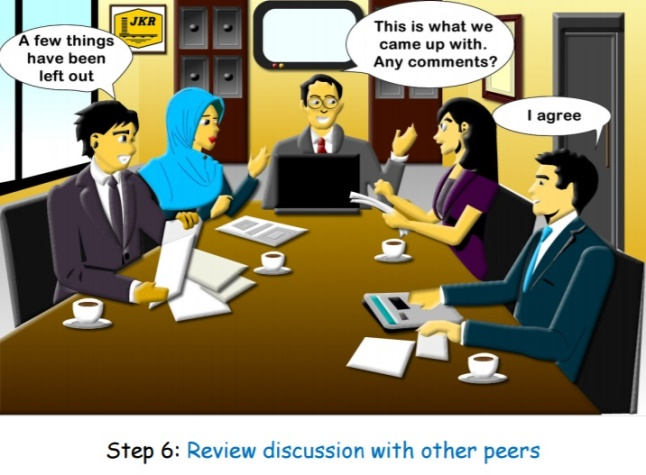 JKR
A few things
have been
left out
This is what we
came up with.
Any comments?
I agree
Step 6: Review discussion with other peers